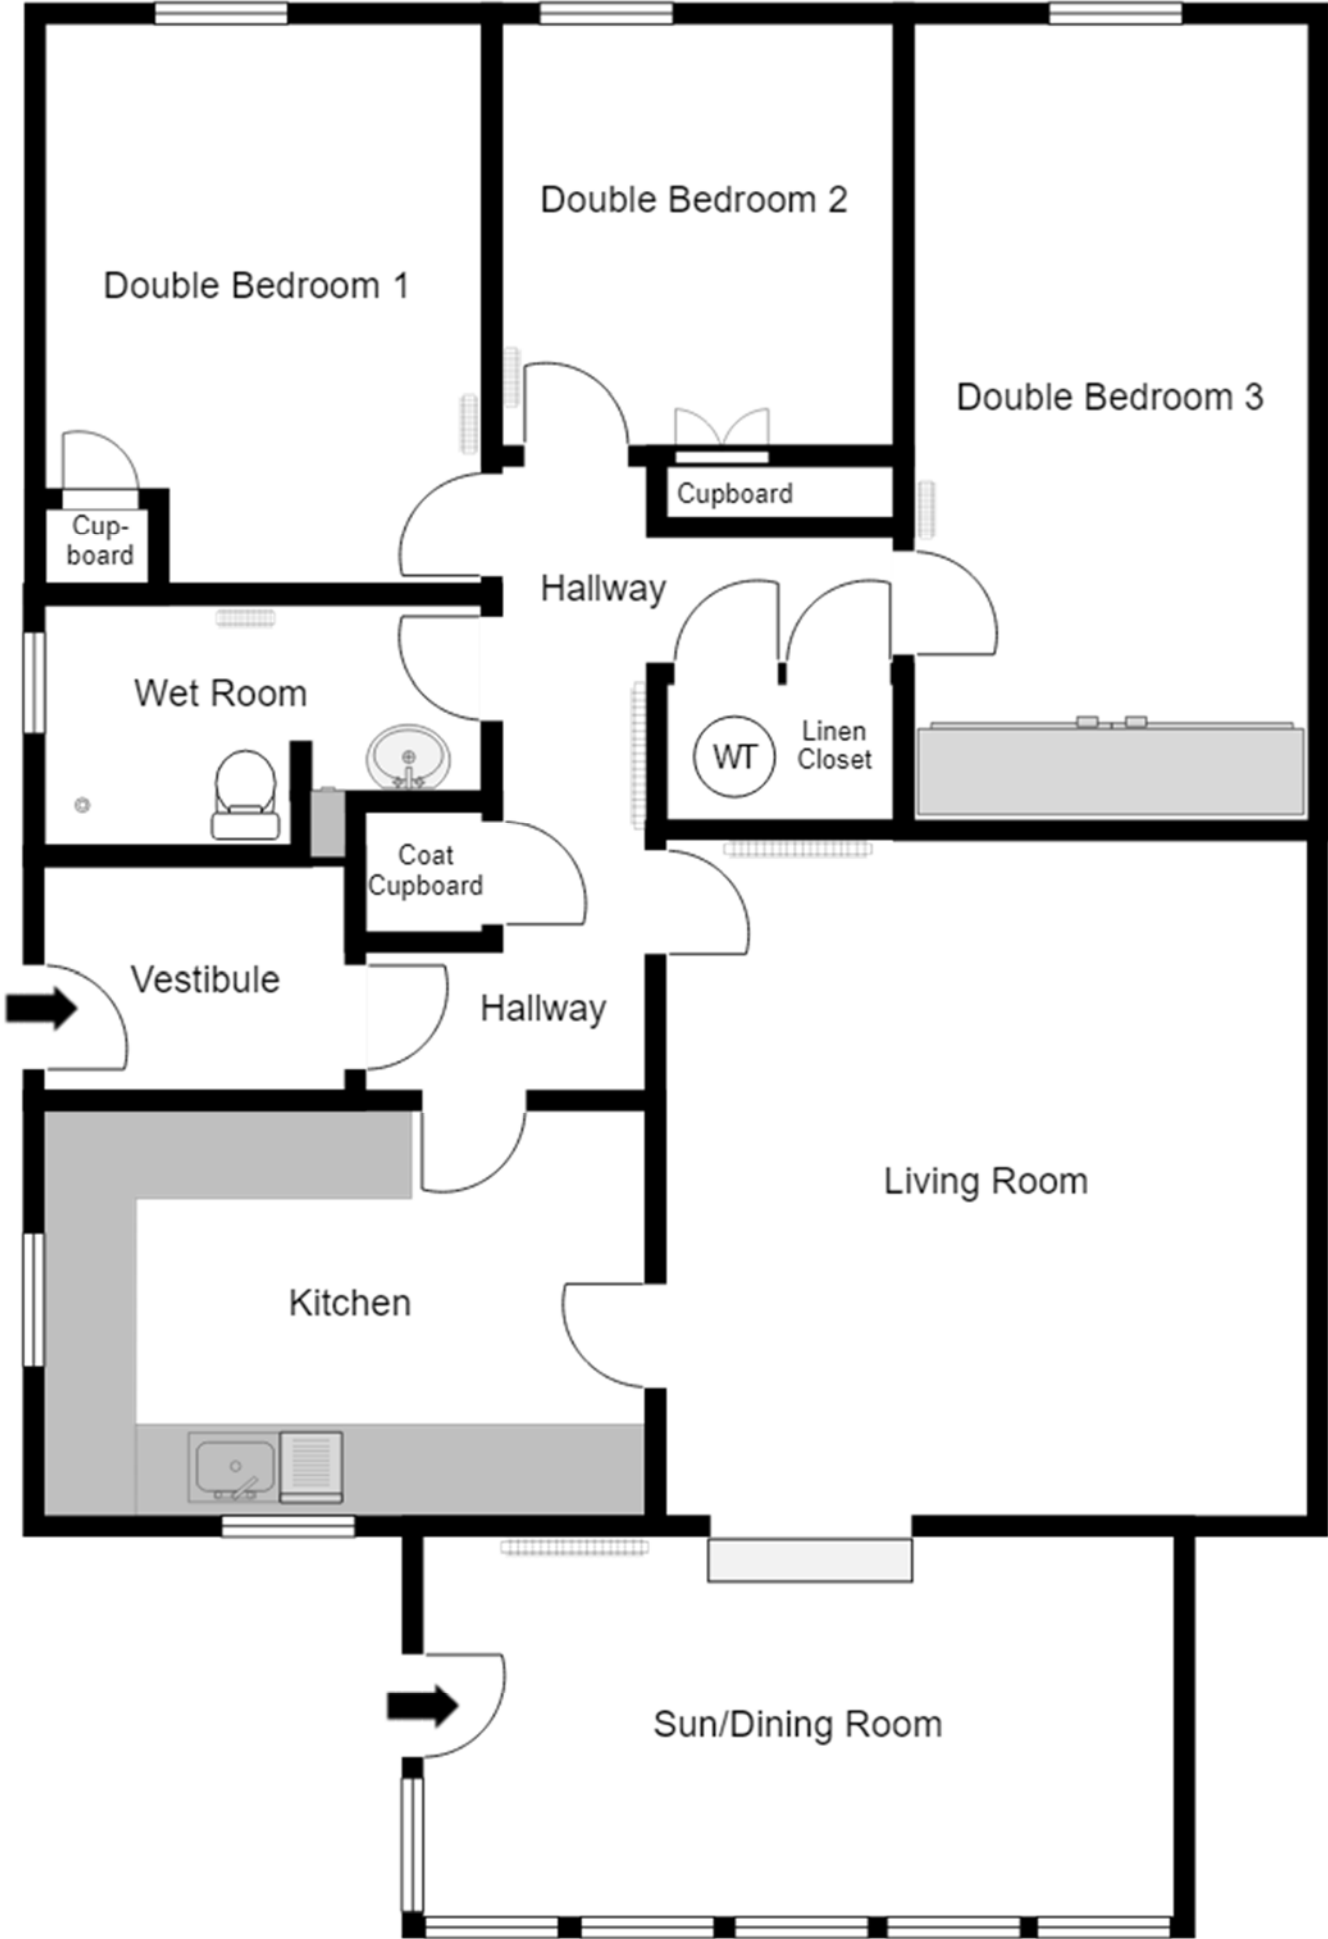 Double Bedroom 2
Double Bedroom 1
Double Bedroom 3
Cupboard
Cup-
board
Hallway
Wet Room
WT
Linen
Closet
Coat
Cupboard
Vestibule
Hallway
Living Room
Kitchen
Sun/Dining Room